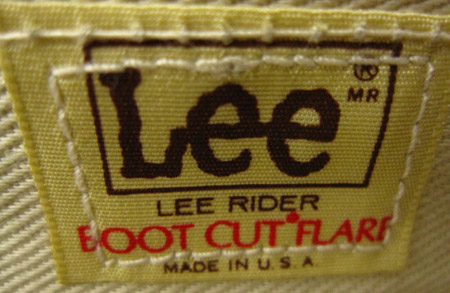 Lee ®
MR
LEE RIDER
BOOT CUT FLARE
MADE IN U.S.A